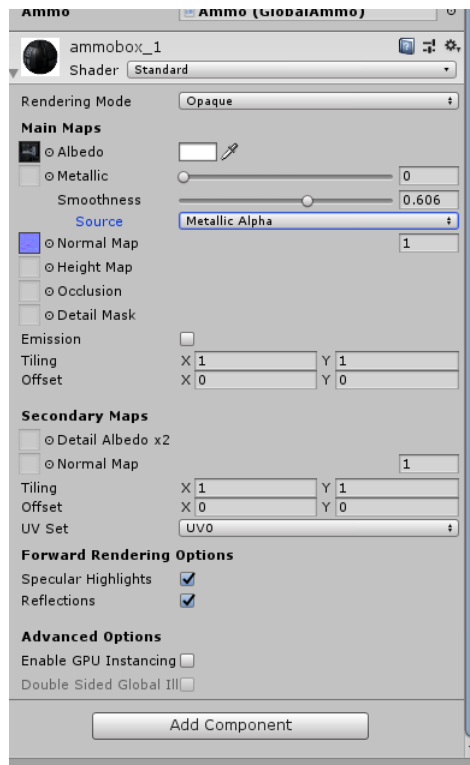 Ammo Ammo (GlobalAmmo)
ammobox_1
Shader Standard
Rendering Mode Opaque
Main Maps
Albedo
Metallic 0
Smoothness 0.606
Source Metallic Alpha
Normal Map 1
Height Map
Occlusion
Detail Mask
Emission
Tiling X 1 Y 1
Offset X 0 Y 0
Secondary Maps
Detail Albedo x2
Normal Map 1
Tiling X 1 Y 1
Offset X 0 Y 0
UV Set UV0
Forward Rendering Options
Specular Highlights
Reflections
Advanced Options
Enable GPU Instancing
Double Sided Global Ill
Add Component